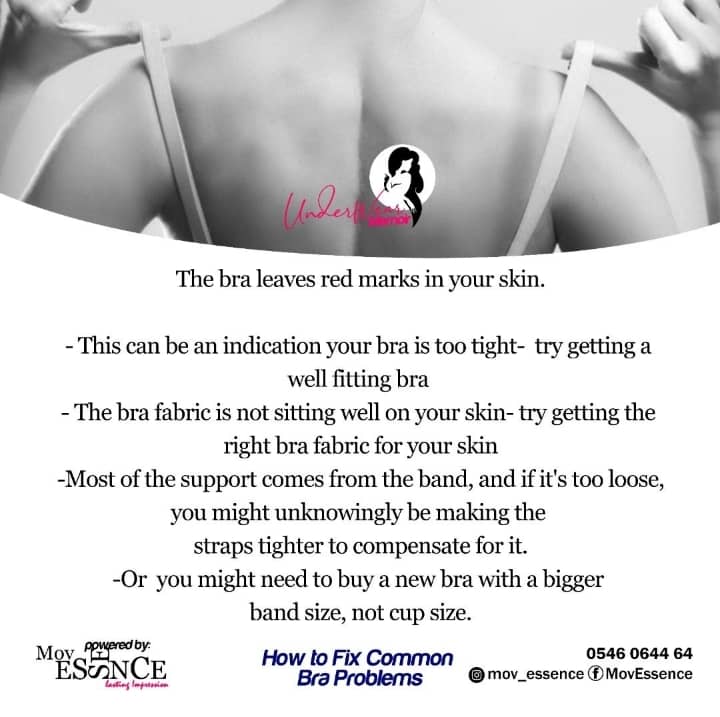 Underwear
Memoir
The bra leaves red marks in your skin.
- This can be an indication your bra is too tight- try getting a
well fitting bra
- The bra fabric is not sitting well on your skin- try getting the
right bra fabric for your skin
-Most of the support comes from the band, and if it's too loose,
you might unknowingly be making the
straps tighter to compensate for it.
-Or you might need to buy a new bra with a bigger
band size, not cup size.
powered by:
Mov
ESSENCE
lasting Impression
How to Fix Common
Bra Problems
0546 0644 64
mov_essence MovEssence